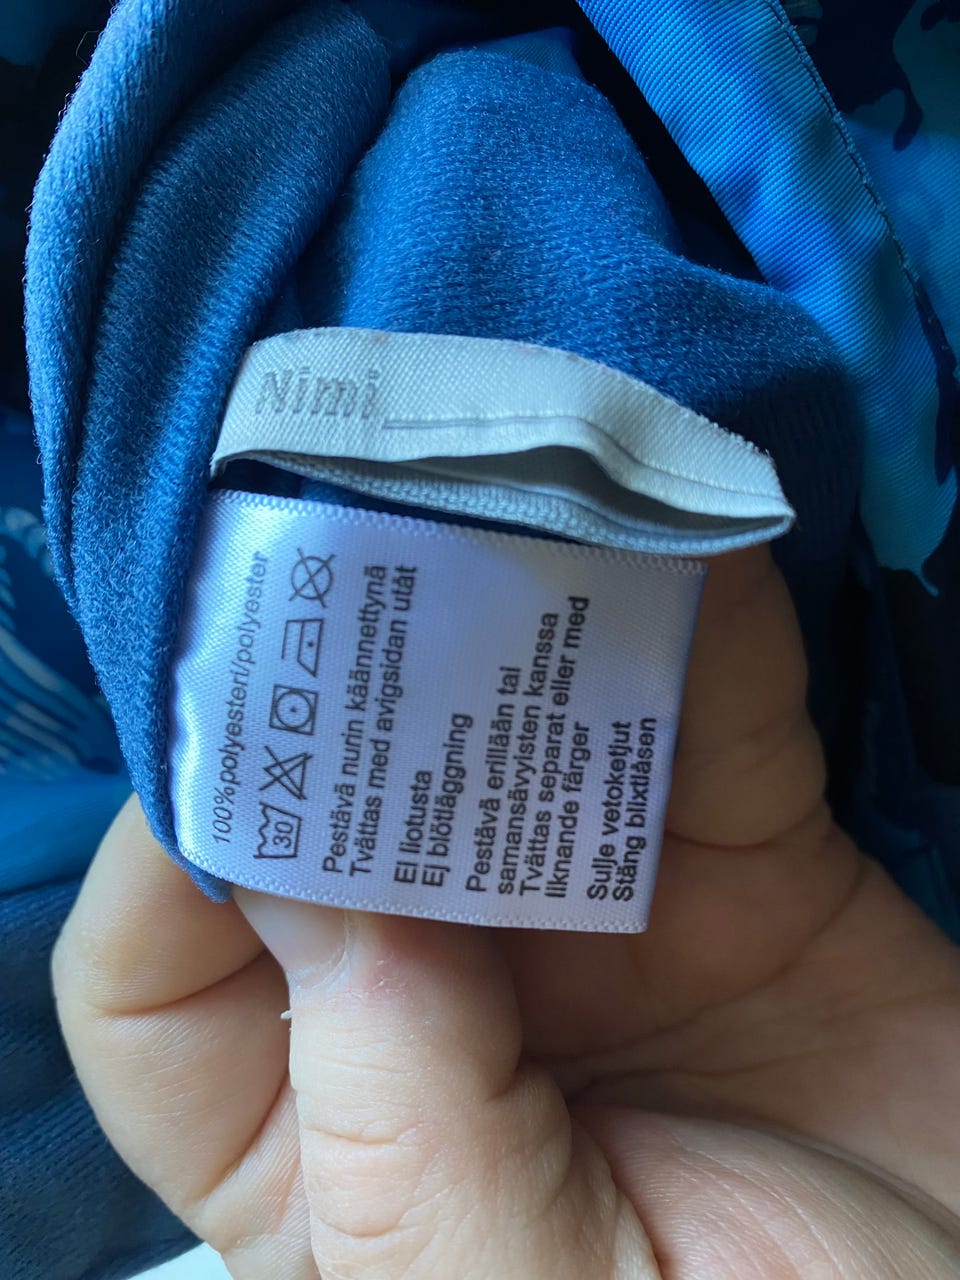 Nimi
100%polyesteri/polyester
30
Pestävä nurin käännettynä
Tvättas med avigsidan utåt
Ei liotusta
Ej blötläggning
Pestävä erillään tai
samansävyisten kanssa
Tvättas separat eller med
liknande färger
Sulje vetoketjut
Stäng blixtlåsen